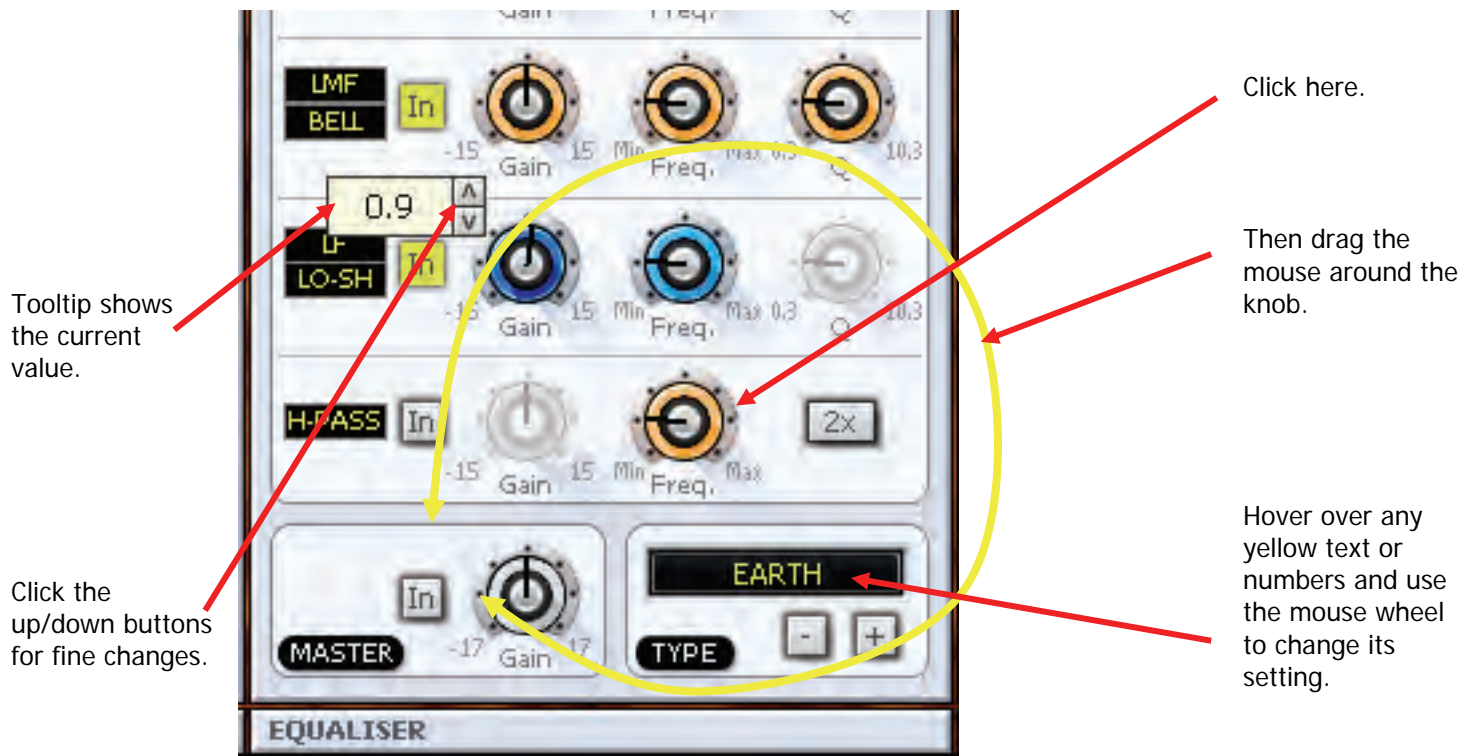 Gain Freq. Q
LMF
BELL
In
-15 Gain 15
Min Freq. Max
0.3 Q 10.3
Click here.
0.9
LF
LO-SH
In
-15 Gain 15
Min Freq. Max
0.3 Q 10.3
Then drag the
mouse around the
knob.
Tooltip shows
the current
value.
H-PASS
In
-15 Gain 15
Min Freq. Max
2x
Click the
up/down buttons
for fine changes.
In
MASTER
-17 Gain 17
EARTH
TYPE
- +
Hover over any
yellow text or
numbers and use
the mouse wheel
to change its
setting.
EQUALISER